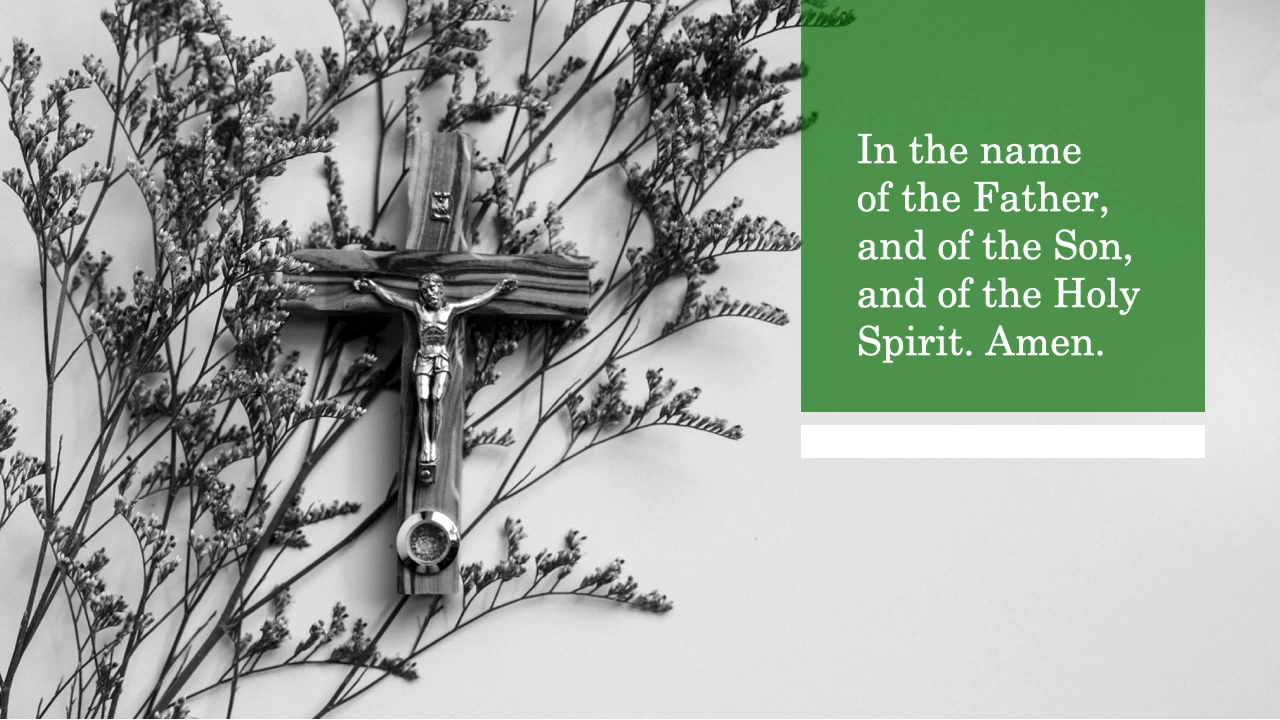 In the name
of the Father,
and of the Son,
and of the Holy
Spirit. Amen.